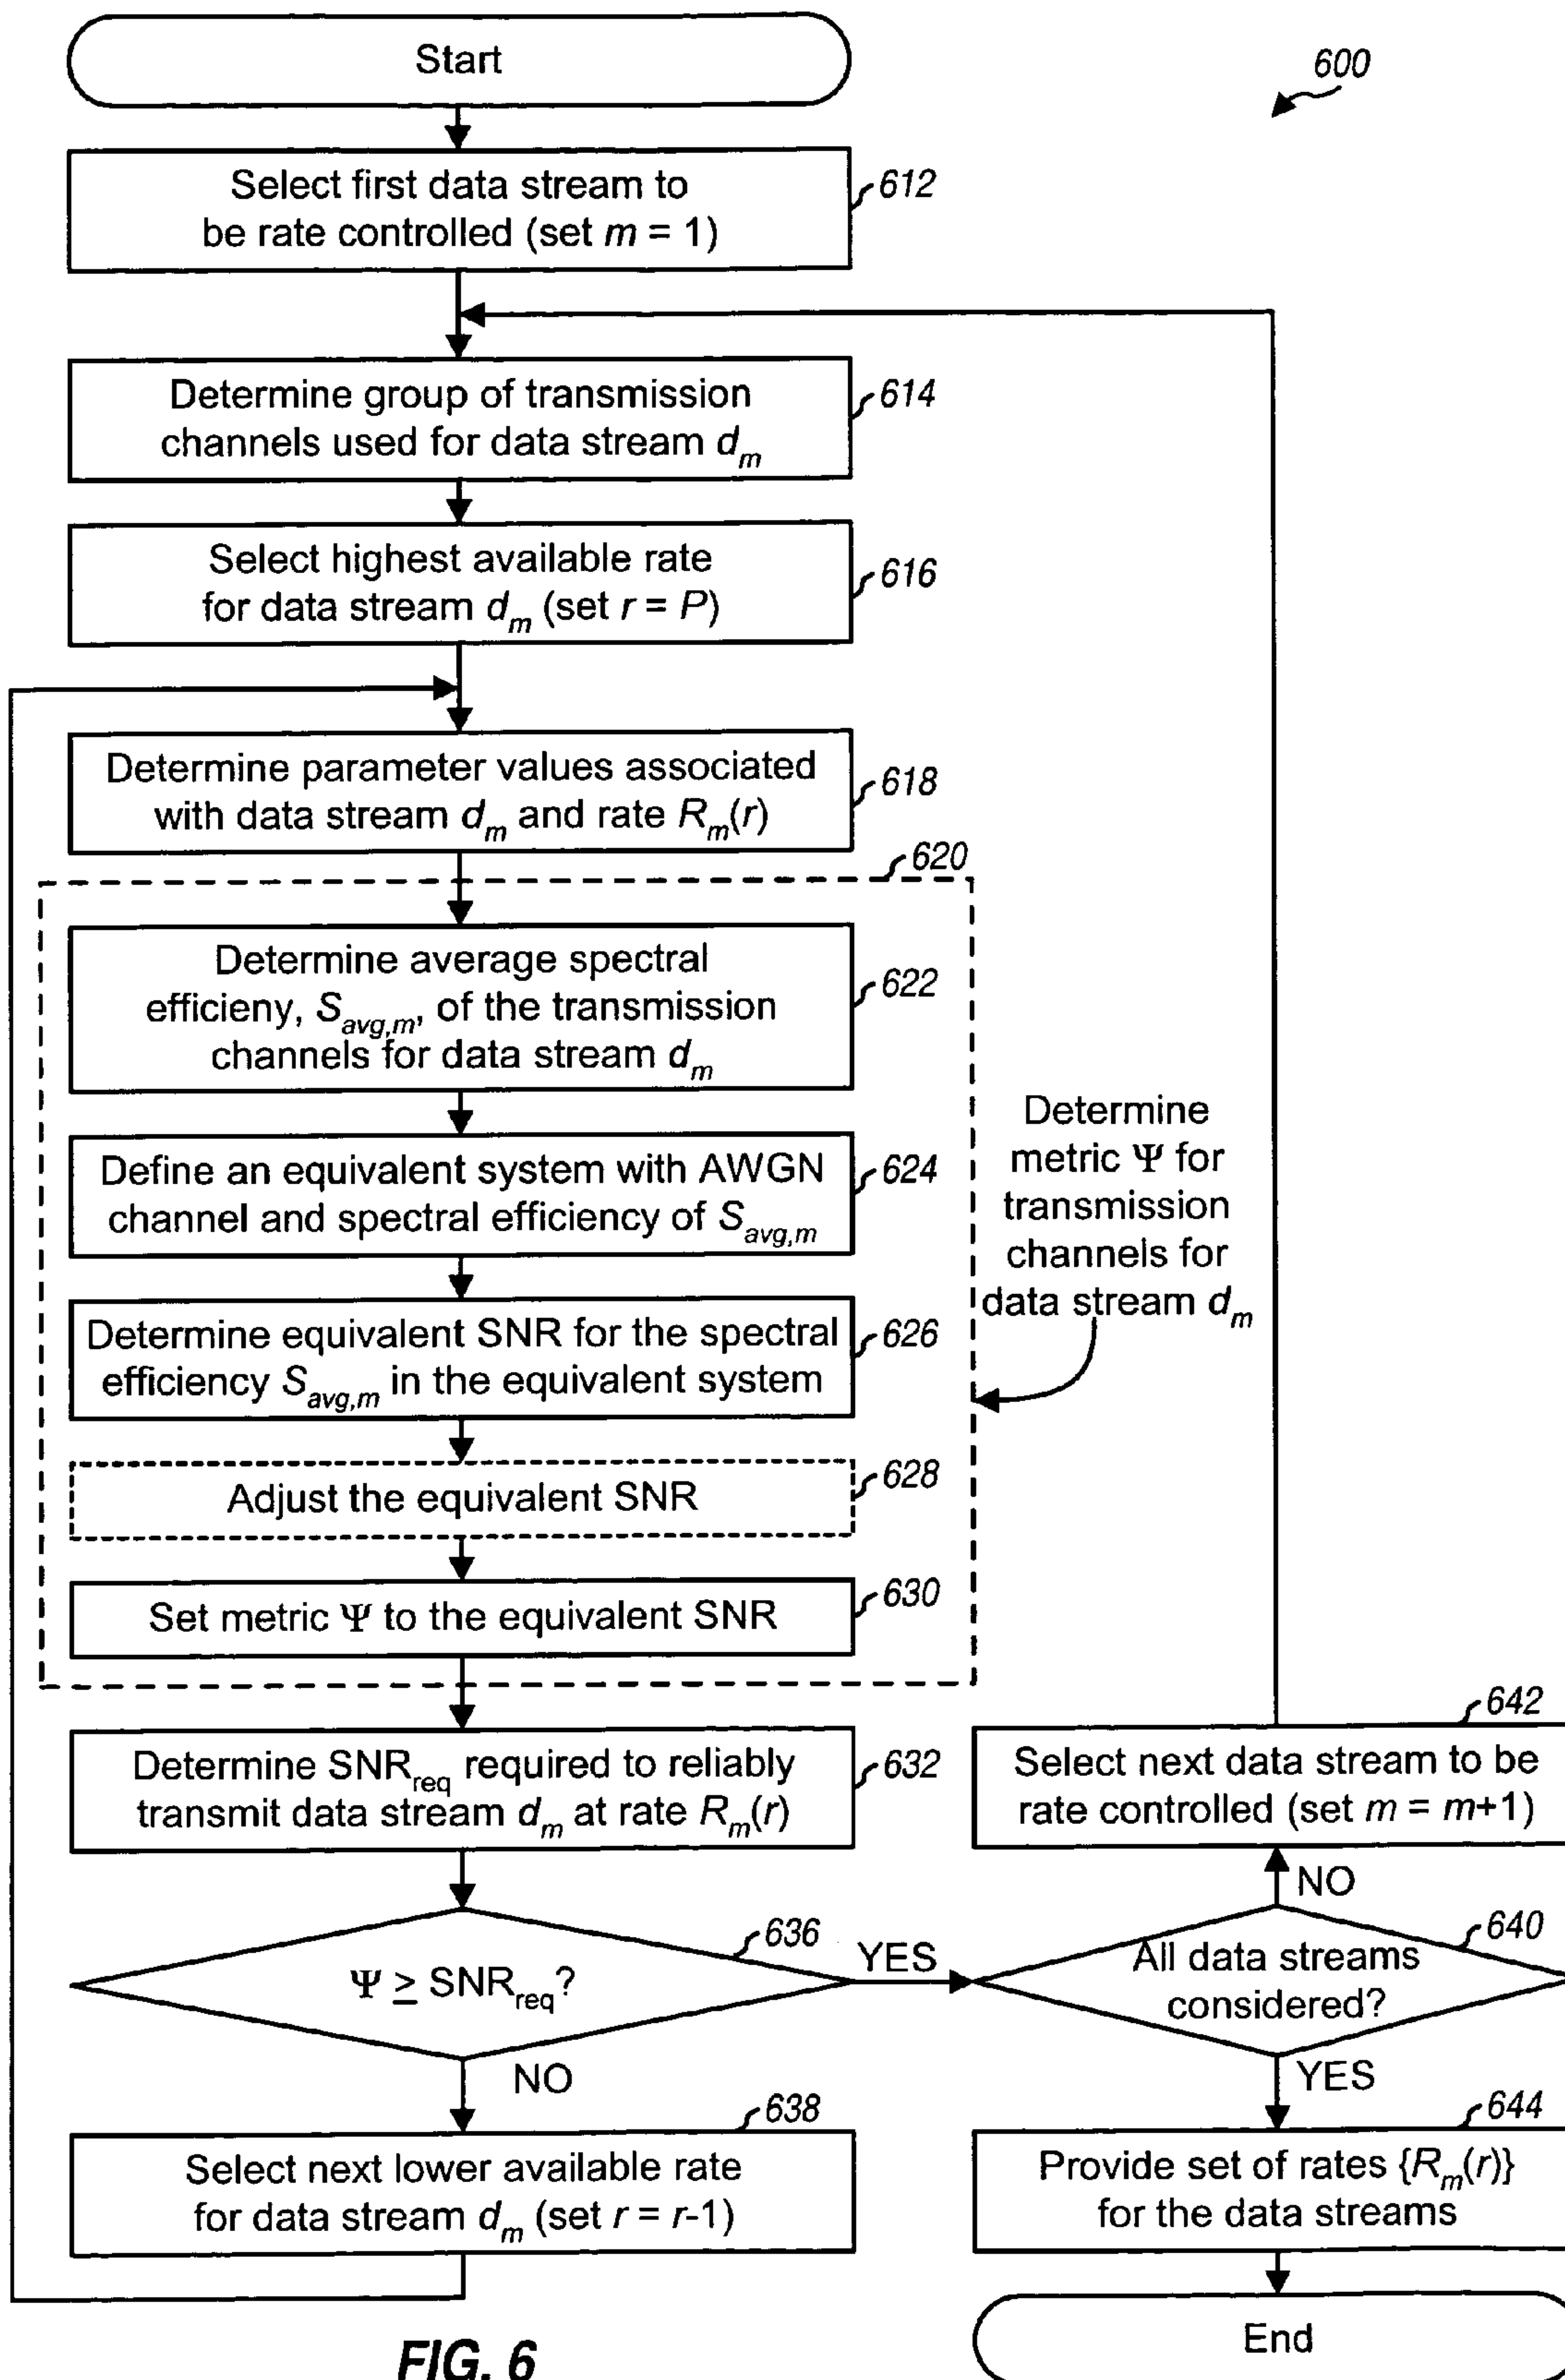 Start
600
Select first data stream to
be rate controlled (set m = 1)
612
Determine group of transmission
channels used for data stream dm
614
Select highest available rate
for data stream dm (set r = P)
616
Determine parameter values associated
with data stream dm and rate Rm(r)
618
620
Determine average spectral
efficieny, Savg,m, of the transmission
channels for data stream dm
622
Define an equivalent system with AWGN
channel and spectral efficiency of Savg,m
624
Determine equivalent SNR for the spectral
efficiency Savg,m in the equivalent system
626
Adjust the equivalent SNR
628
Set metric Ψ to the equivalent SNR
630
Determine
metric Ψ for
transmission
channels for
data stream dm
Determine SNRreq required to reliably
transmit data stream dm at rate Rm(r)
632
Ψ ≥ SNRreq?
636
YES
NO
Select next lower available rate
for data stream dm (set r = r-1)
638
642
Select next data stream to be
rate controlled (set m = m+1)
NO
640
All data streams
considered?
YES
644
Provide set of rates {Rm(r)}
for the data streams
End
FIG. 6